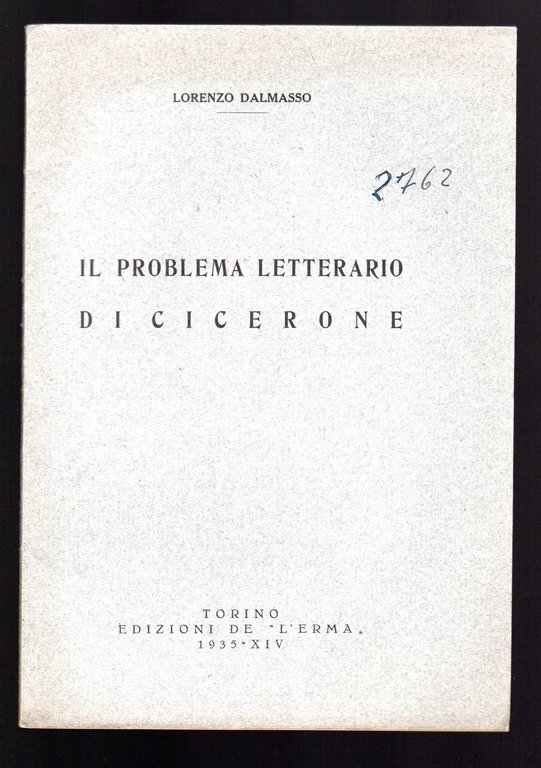 LORENZO DALMASSO
2762
IL PROBLEMA LETTERARIO
DI CICERONE
TORINO
EDIZIONI DE "L'ERMA„
1935-XIV